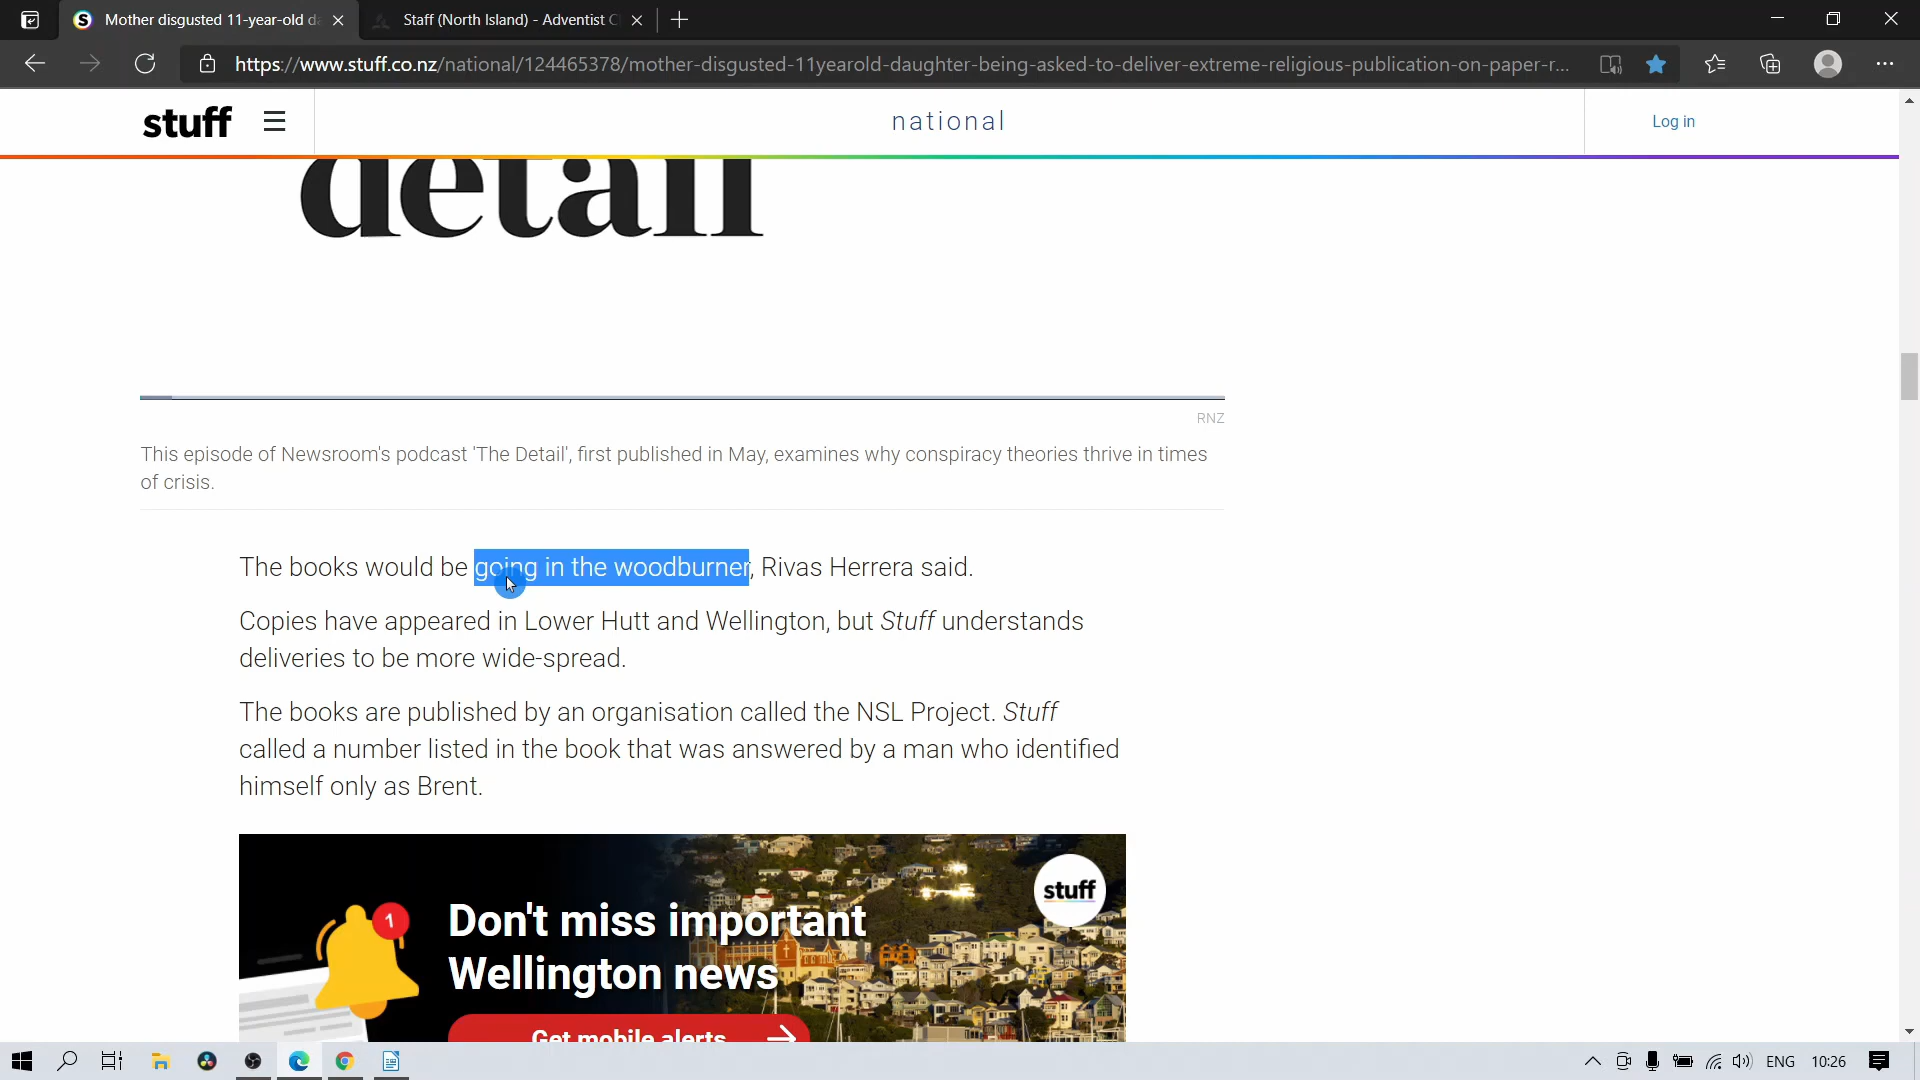 Mother disgusted 11-year-old d
Staff (North Island) - Adventist C
https://www.stuff.co.nz/national/124465378/mother-disgusted-11yearold-daughter-being-asked-to-deliver-extreme-religious-publication-on-paper-r...
stuff
national
Log in
detail
RNZ
This episode of Newsroom's podcast 'The Detail', first published in May, examines why conspiracy theories thrive in times
of crisis.
The books would be going in the woodburner, Rivas Herrera said.
Copies have appeared in Lower Hutt and Wellington, but Stuff understands
deliveries to be more wide-spread.
The books are published by an organisation called the NSL Project. Stuff
called a number listed in the book that was answered by a man who identified
himself only as Brent.
1
stuff
Don't miss important
Wellington news
Get mobile alerts
ENG
10:26